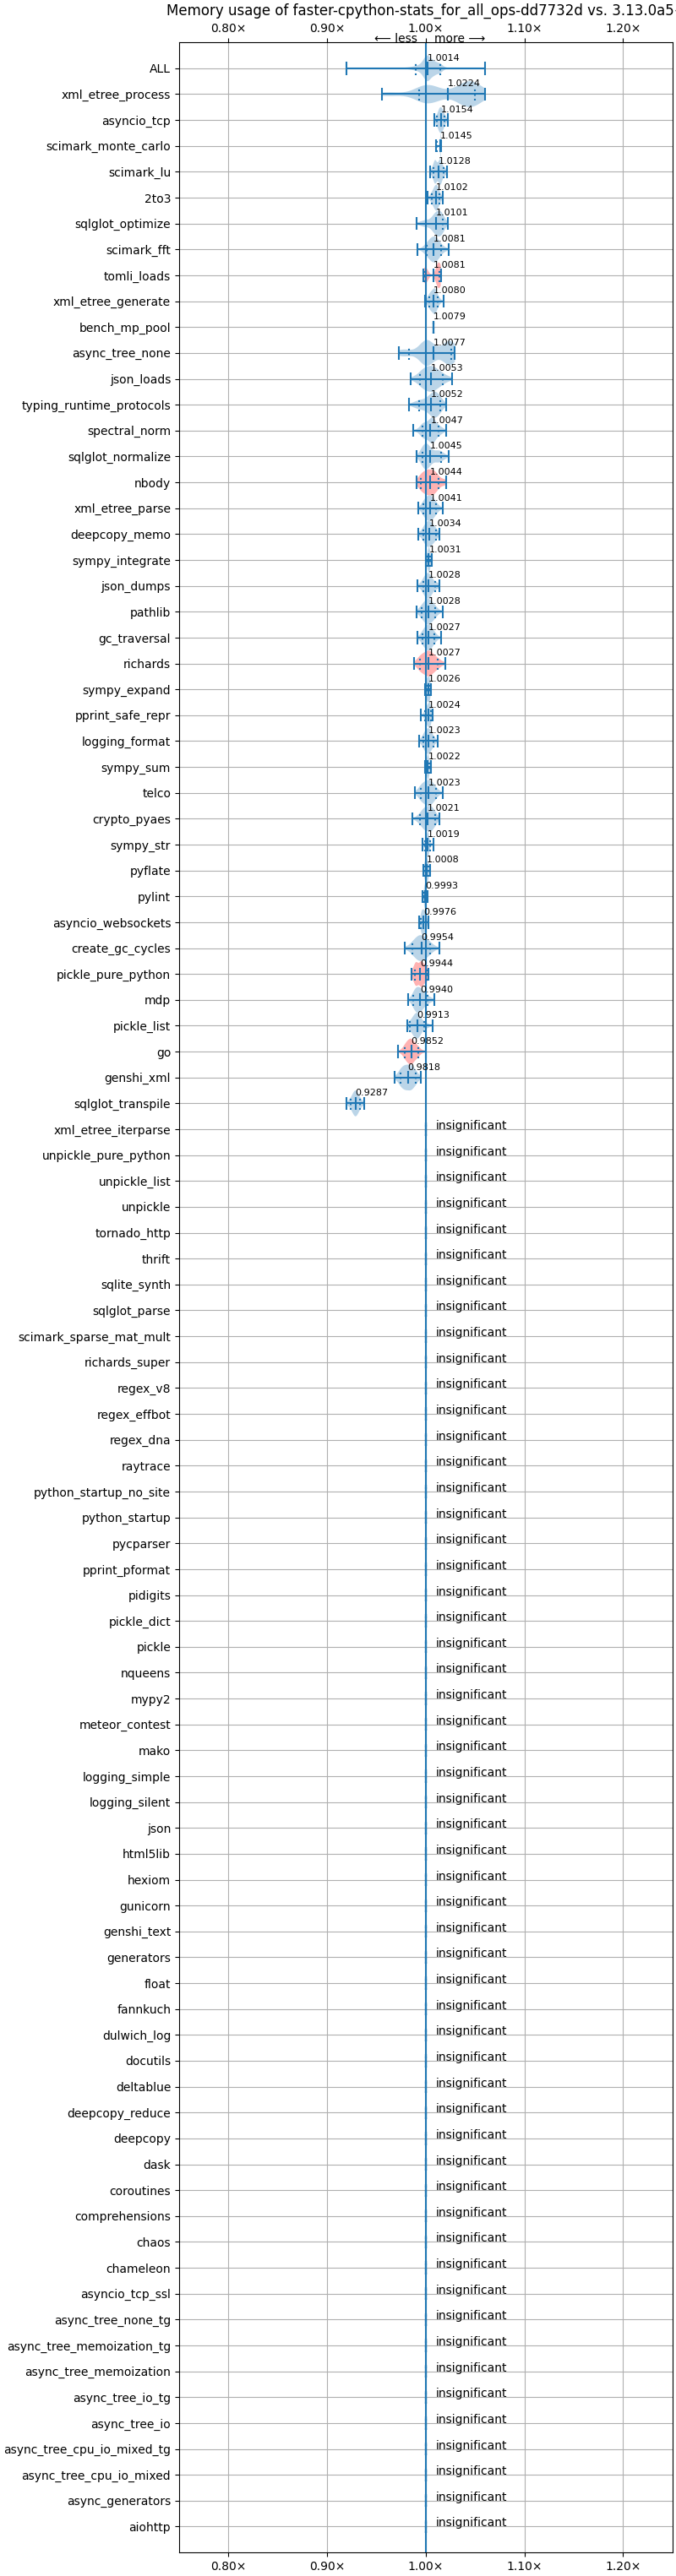 Memory usage of faster-cpython-stats_for_all_ops-dd7732d vs. 3.13.0a5
0.80× 0.90× 1.00× 1.10× 1.20×
⟵ less more ⟶
ALL 1.0014
xml_etree_process 1.0224
asyncio_tcp 1.0154
scimark_monte_carlo 1.0145
scimark_lu 1.0128
2to3 1.0102
sqlglot_optimize 1.0101
scimark_fft 1.0081
tomli_loads 1.0081
xml_etree_generate 1.0080
bench_mp_pool 1.0079
async_tree_none 1.0077
json_loads 1.0053
typing_runtime_protocols 1.0052
spectral_norm 1.0047
sqlglot_normalize 1.0045
nbody 1.0044
xml_etree_parse 1.0041
deepcopy_memo 1.0034
sympy_integrate 1.0031
json_dumps 1.0028
pathlib 1.0028
gc_traversal 1.0027
richards 1.0027
sympy_expand 1.0026
pprint_safe_repr 1.0024
logging_format 1.0023
sympy_sum 1.0022
telco 1.0023
crypto_pyaes 1.0021
sympy_str 1.0019
pyflate 1.0008
pylint 0.9993
asyncio_websockets 0.9976
create_gc_cycles 0.9954
pickle_pure_python 0.9944
mdp 0.9940
pickle_list 0.9913
go 0.9852
genshi_xml 0.9818
sqlglot_transpile 0.9287
xml_etree_iterparse insignificant
unpickle_pure_python insignificant
unpickle_list insignificant
unpickle insignificant
tornado_http insignificant
thrift insignificant
sqlite_synth insignificant
sqlglot_parse insignificant
scimark_sparse_mat_mult insignificant
richards_super insignificant
regex_v8 insignificant
regex_effbot insignificant
regex_dna insignificant
raytrace insignificant
python_startup_no_site insignificant
python_startup insignificant
pycparser insignificant
pprint_pformat insignificant
pidigits insignificant
pickle_dict insignificant
pickle insignificant
nqueens insignificant
mypy2 insignificant
meteor_contest insignificant
mako insignificant
logging_simple insignificant
logging_silent insignificant
json insignificant
html5lib insignificant
hexiom insignificant
gunicorn insignificant
genshi_text insignificant
generators insignificant
float insignificant
fannkuch insignificant
dulwich_log insignificant
docutils insignificant
deltablue insignificant
deepcopy_reduce insignificant
deepcopy insignificant
dask insignificant
coroutines insignificant
comprehensions insignificant
chaos insignificant
chameleon insignificant
asyncio_tcp_ssl insignificant
async_tree_none_tg insignificant
async_tree_memoization_tg insignificant
async_tree_memoization insignificant
async_tree_io_tg insignificant
async_tree_io insignificant
async_tree_cpu_io_mixed_tg insignificant
async_tree_cpu_io_mixed insignificant
async_generators insignificant
aiohttp insignificant
0.80× 0.90× 1.00× 1.10× 1.20×